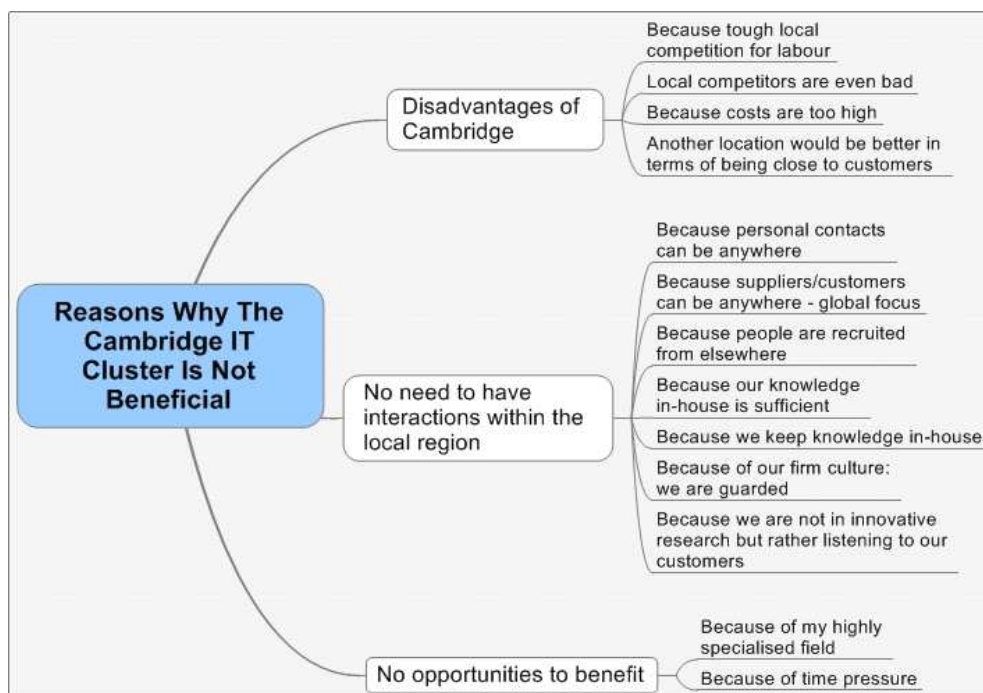 Reasons Why The
Cambridge IT
Cluster Is Not
Beneficial
Disadvantages of
Cambridge
Because tough local
competition for labour
Local competitors are even bad
Because costs are too high
Another location would be better in
terms of being close to customers
No need to have
interactions within the
local region
Because personal contacts
can be anywhere
Because suppliers/customers
can be anywhere - global focus
Because people are recruited
from elsewhere
Because our knowledge
in-house is sufficient
Because we keep knowledge in-house
Because of our firm culture:
we are guarded
Because we are not in innovative
research but rather listening to our
customers
No opportunities to benefit
Because of my highly
specialised field
Because of time pressure